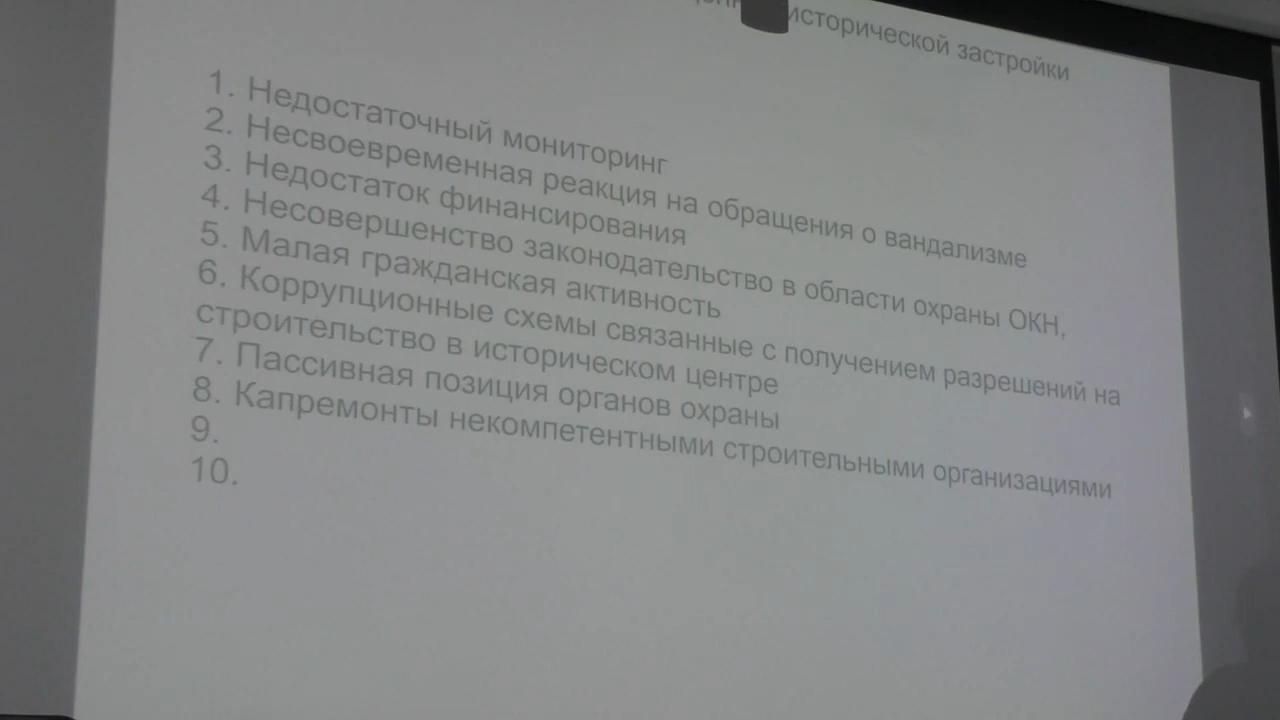 исторической застройки
1. Недостаточный мониторинг
2. Несвоевременная реакция на обращения о вандализме
3. Недостаток финансирования
4. Несовершенство законодательство в области охраны ОКН,
5. Малая гражданская активность
6. Коррупционные схемы связанные с получением разрешений на
строительство в историческом центре
7. Пассивная позиция органов охраны
8. Капремонты некомпетентными строительными организациями
9.
10.